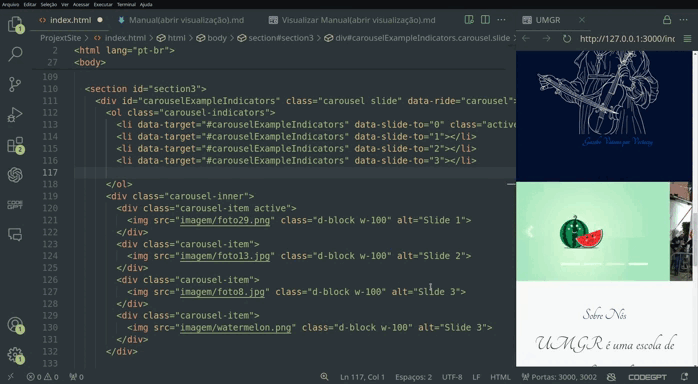 Arquivo Editar Seleção Ver Acessar Executar Terminal Ajuda
index.html Manual(abrir visualização).md Visualizar Manual(abrir visualização).md
UMGR
ProjextSite > index.html > html > body > section#section3 > div#carouselExampleIndicators.carousel.slide
http://127.0.0.1:3000/inc
2 <html lang="pt-br">
27 <body>
109
110 <section id="section3">
111 <div id="carouselExampleIndicators" class="carousel slide" data-ride="carousel">
112 <ol class="carousel-indicators">
113 <li data-target="#carouselExampleIndicators" data-slide-to="0" class="active
114 <li data-target="#carouselExampleIndicators" data-slide-to="1"></li>
115 <li data-target="#carouselExampleIndicators" data-slide-to="2"></li>
116 <li data-target="#carouselExampleIndicators" data-slide-to="3"></li>
117
118 </ol>
119 <div class="carousel-inner">
120 <div class="carousel-item active">
121 <img src="imagem/foto29.png" class="d-block w-100" alt="Slide 1">
122 </div>
123 <div class="carousel-item">
124 <img src="imagem/foto13.jpg" class="d-block w-100" alt="Slide 2">
125 </div>
126 <div class="carousel-item">
127 <img src="imagem/foto8.jpg" class="d-block w-100" alt="Slide 3">
128 </div>
129 <div class="carousel-item">
130 <img src="imagem/watermelon.png" class="d-block w-100" alt="Slide 3">
131 </div>
132 </div>
133
Sobre Nós
UMGR é uma escola de
0 0 0 Ln 117, Col 1 Espaços: 2 UTF-8 LF HTML Portas: 3000, 3002 CODEGPT